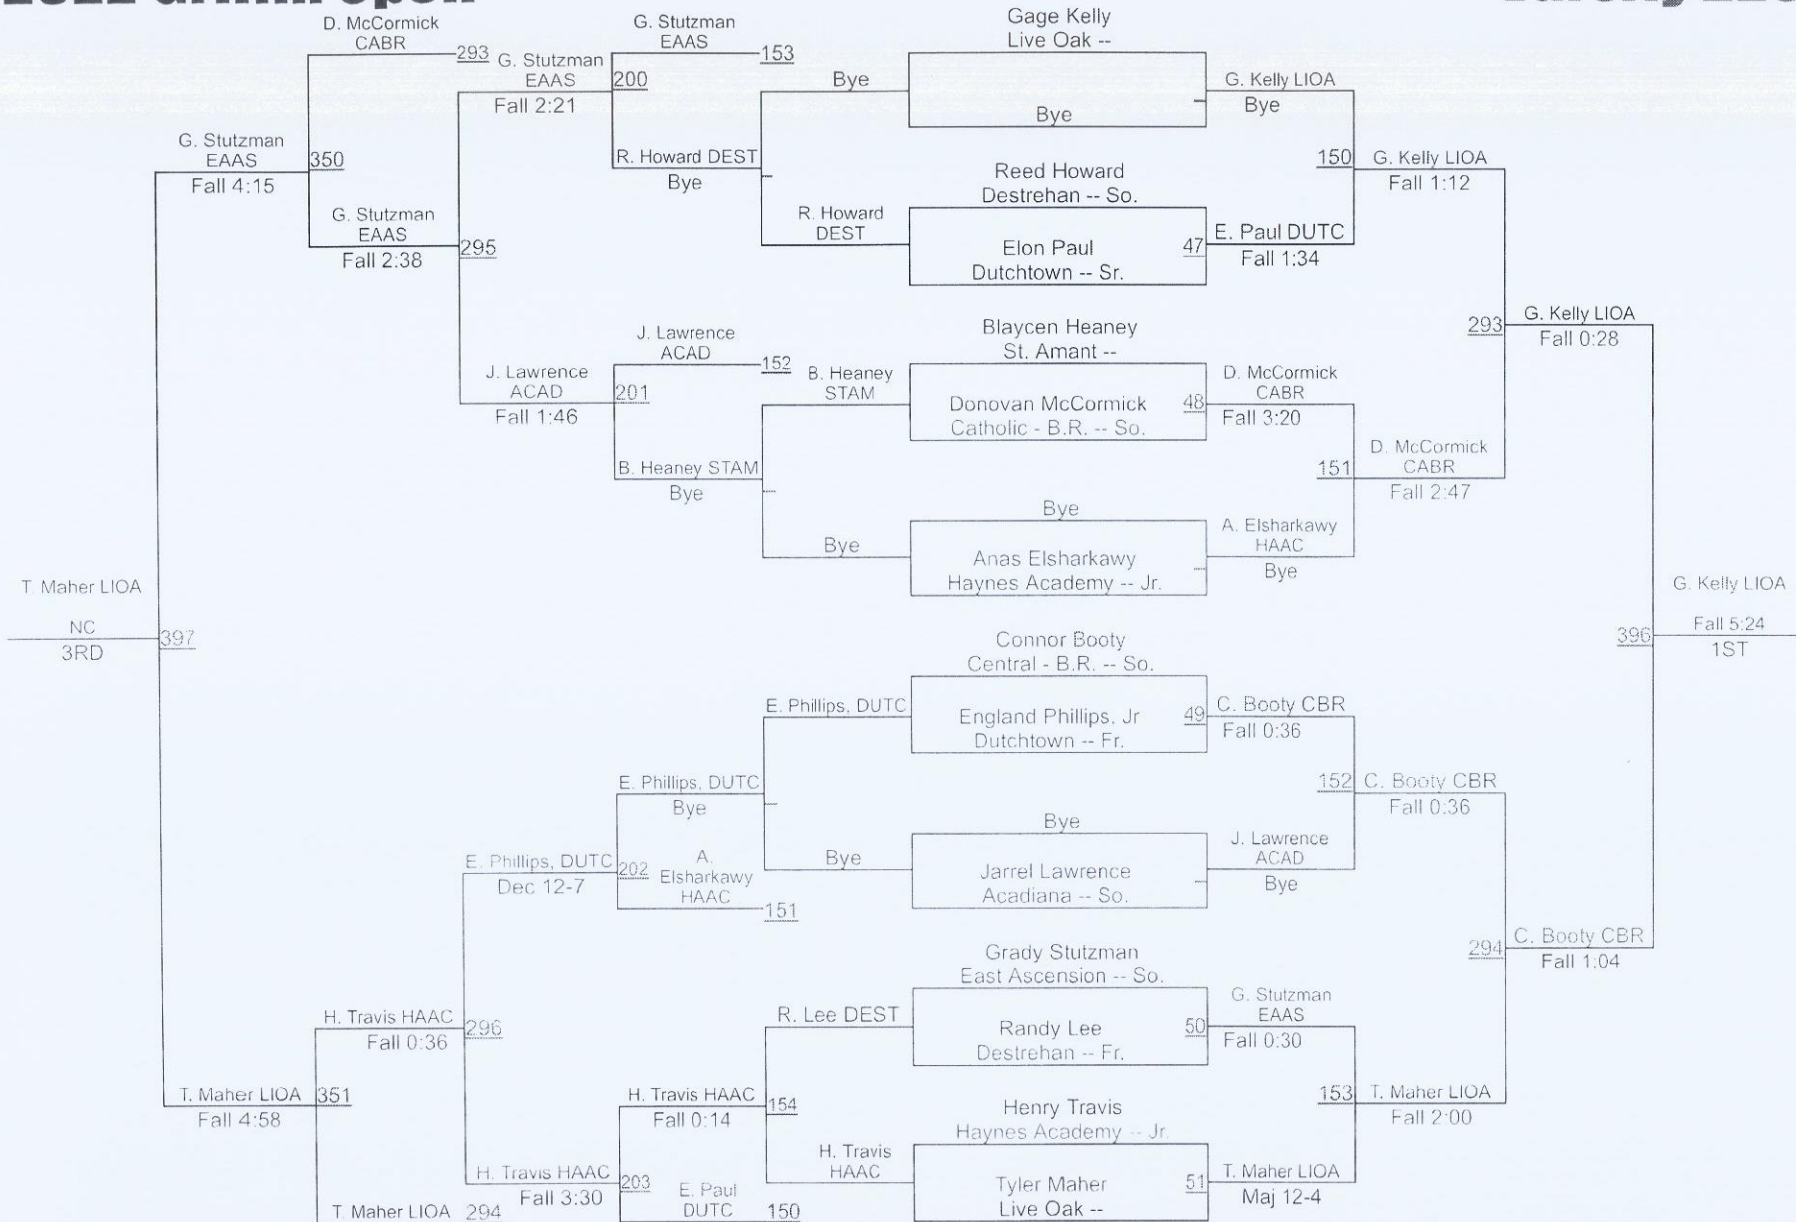 D. McCormick
CABR
293
G. Stutzman
EAAS
Fall 2:21
G. Stutzman
EAAS
153
200
Bye
Gage Kelly
Live Oak --
Bye
G. Kelly LIOA
Bye
G. Stutzman
EAAS
Fall 4:15
350
R. Howard DEST
Bye
Reed Howard
Destrehan -- So.
150
G. Kelly LIOA
Fall 1:12
G. Stutzman
EAAS
Fall 2:38
295
R. Howard
DEST
Elon Paul
Dutchtown -- Sr.
47
E. Paul DUTC
Fall 1:34
J. Lawrence
ACAD
152
Blaycen Heaney
St. Amant --
293
G. Kelly LIOA
Fall 0:28
J. Lawrence
ACAD
Fall 1:46
201
B. Heaney
STAM
Donovan McCormick
Catholic - B.R. -- So.
48
D. McCormick
CABR
Fall 3:20
B. Heaney STAM
Bye
151
D. McCormick
CABR
Fall 2:47
Bye
Bye
Anas Elsharkawy
Haynes Academy -- Jr.
A. Elsharkawy
HAAC
Bye
T. Maher LIOA
NC
3RD
397
G. Kelly LIOA
Fall 5:24
1ST
396
Connor Booty
Central - B.R. -- So.
E. Phillips, DUTC
England Phillips, Jr
Dutchtown -- Fr.
49
C. Booty CBR
Fall 0:36
E. Phillips, DUTC
Bye
152
C. Booty CBR
Fall 0:36
E. Phillips, DUTC
Dec 12-7
202
A.
Elsharkawy
HAAC
151
Bye
Bye
Jarrel Lawrence
Acadiana -- So.
J. Lawrence
ACAD
Bye
294
C. Booty CBR
Fall 1:04
Grady Stutzman
East Ascension -- So.
H. Travis HAAC
Fall 0:36
296
R. Lee DEST
Randy Lee
Destrehan -- Fr.
50
G. Stutzman
EAAS
Fall 0:30
T. Maher LIOA
Fall 4:58
351
H. Travis HAAC
Fall 0:14
154
Henry Travis
Haynes Academy -- Jr.
153
T. Maher LIOA
Fall 2:00
H. Travis HAAC
Fall 3:30
203
H. Travis
HAAC
Tyler Maher
Live Oak --
51
T. Maher LIOA
Maj 12-4
T. Maher LIOA
294
E. Paul
DUTC
150